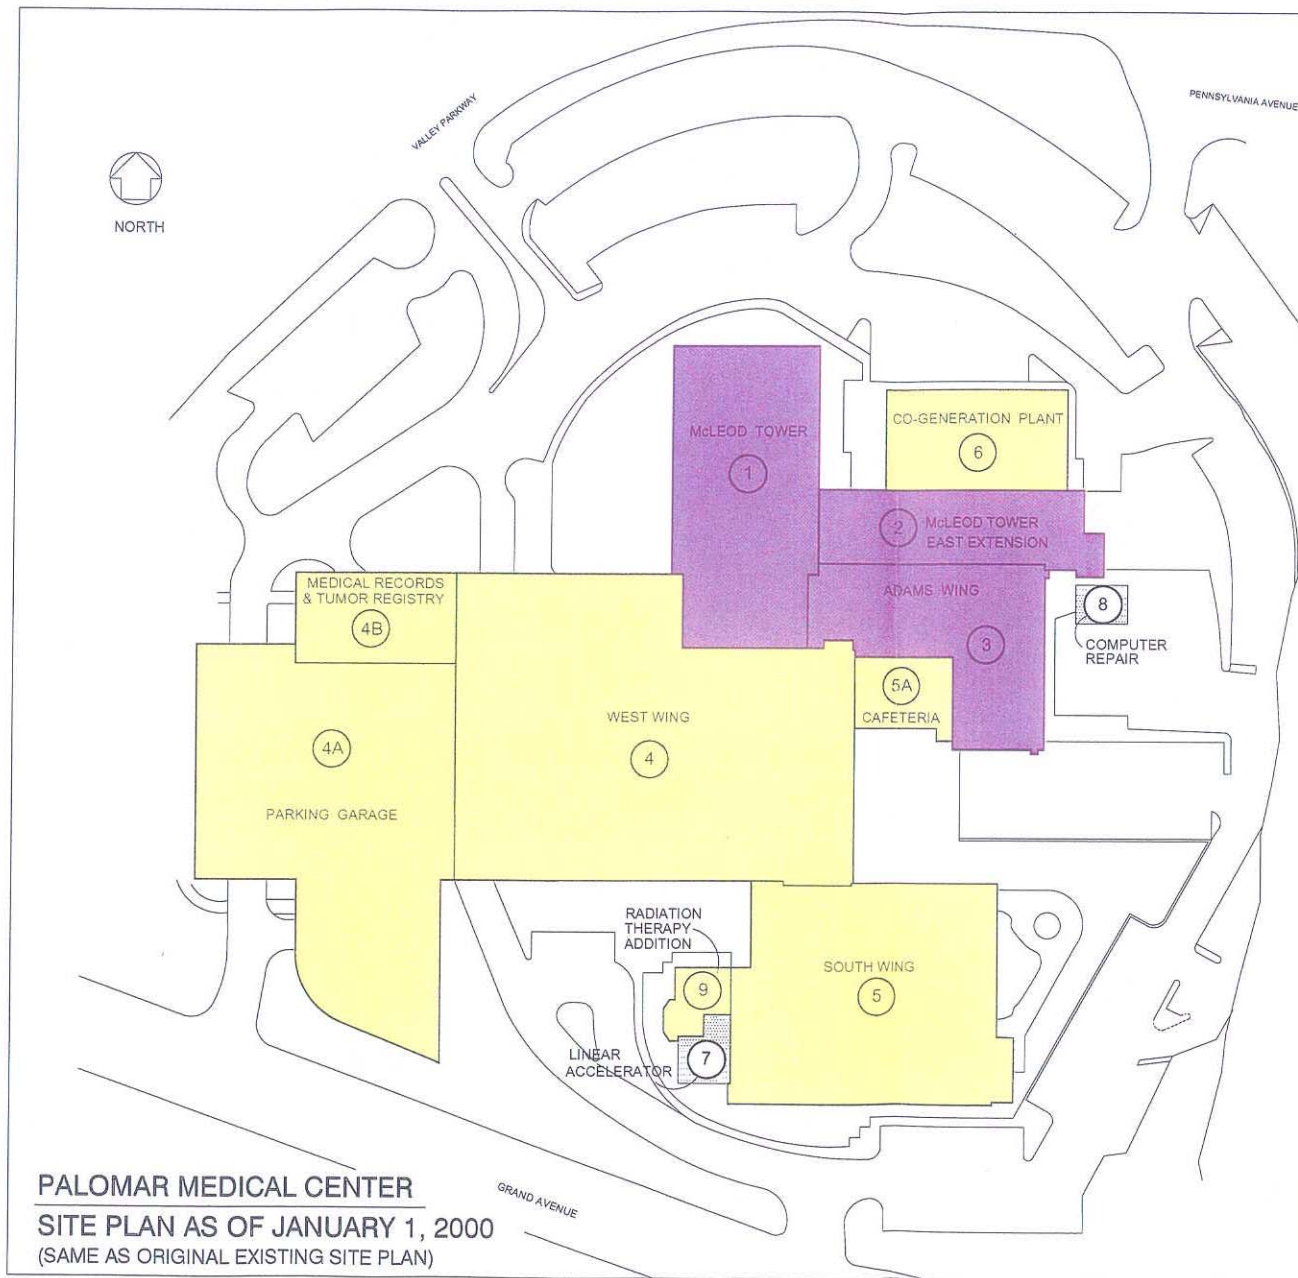 VALLEY PARKWAY
PENNSYLVANIA AVENUE
NORTH
McLEOD TOWER
1
CO-GENERATION PLANT
6
2
McLEOD TOWER
EAST EXTENSION
MEDICAL RECORDS
& TUMOR REGISTRY
4B
ADAMS WING
3
8
COMPUTER
REPAIR
5A
CAFETERIA
WEST WING
4
4A
PARKING GARAGE
RADIATION
THERAPY
ADDITION
9
SOUTH WING
5
LINEAR
ACCELERATOR
7
PALOMAR MEDICAL CENTER
SITE PLAN AS OF JANUARY 1, 2000
(SAME AS ORIGINAL EXISTING SITE PLAN)
GRAND AVENUE